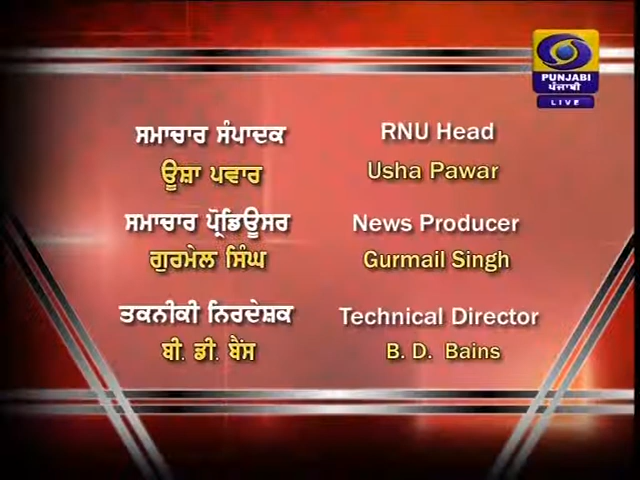 PUNJABI
ਪੰਜਾਬੀ
LIVE
ਸਮਾਚਾਰ ਸੰਪਾਦਕ
RNU Head
ਊਸ਼ਾ ਪਵਾਰ
Usha Pawar
ਸਮਾਚਾਰ ਪ੍ਰੋਡਿਊਸਰ
News Producer
ਗੁਰਮੇਲ ਸਿੰਘ
Gurmail Singh
ਤਕਨੀਕੀ ਨਿਰਦੇਸ਼ਕ
Technical Director
ਬੀ. ਡੀ. ਬੈਂਸ
B. D. Bains